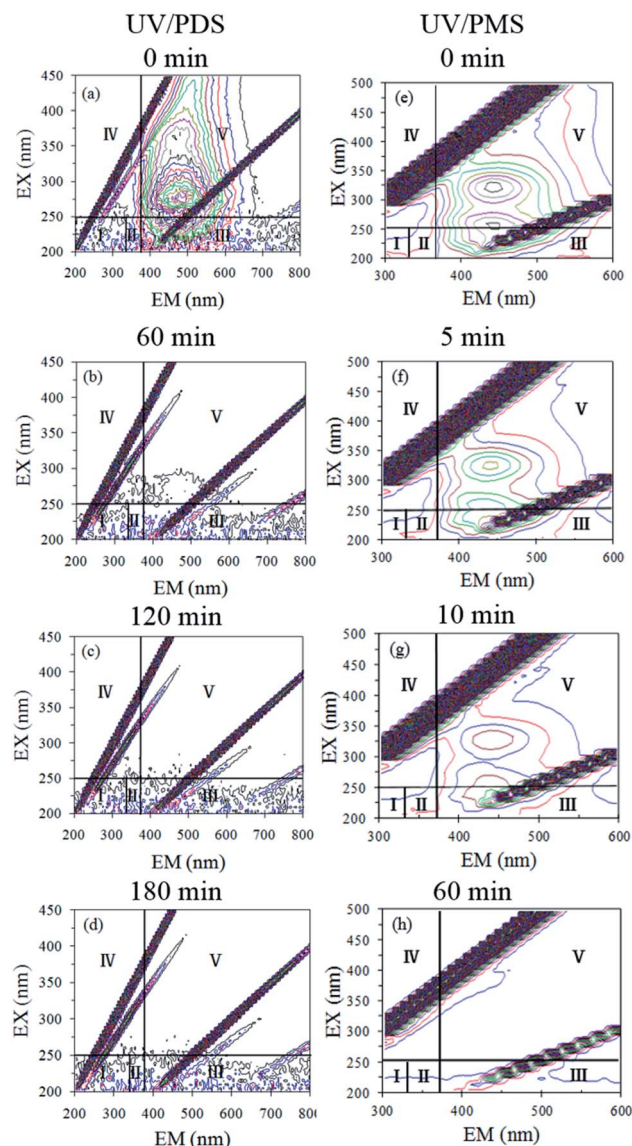 UV/PDS
0 min
(a)
450
400
350
300
250
200
EX (nm)
IV
V
I
II
III
200 300 400 500 600 700 800
EM (nm)
UV/PMS
0 min
(e)
500
450
400
350
300
250
200
EX (nm)
IV
V
I
II
III
300 400 500 600
EM (nm)
60 min
(b)
450
400
350
300
250
200
EX (nm)
IV
V
I
II
III
200 300 400 500 600 700 800
EM (nm)
5 min
(f)
500
450
400
350
300
250
200
EX (nm)
IV
V
I
II
III
300 400 500 600
EM (nm)
120 min
(c)
450
400
350
300
250
200
EX (nm)
IV
V
I
II
III
200 300 400 500 600 700 800
EM (nm)
10 min
(g)
500
450
400
350
300
250
200
EX (nm)
IV
V
I
II
III
300 400 500 600
EM (nm)
180 min
(d)
450
400
350
300
250
200
EX (nm)
IV
V
I
II
III
200 300 400 500 600 700 800
EM (nm)
60 min
(h)
500
450
400
350
300
250
200
EX (nm)
IV
V
I
II
III
300 400 500 600
EM (nm)